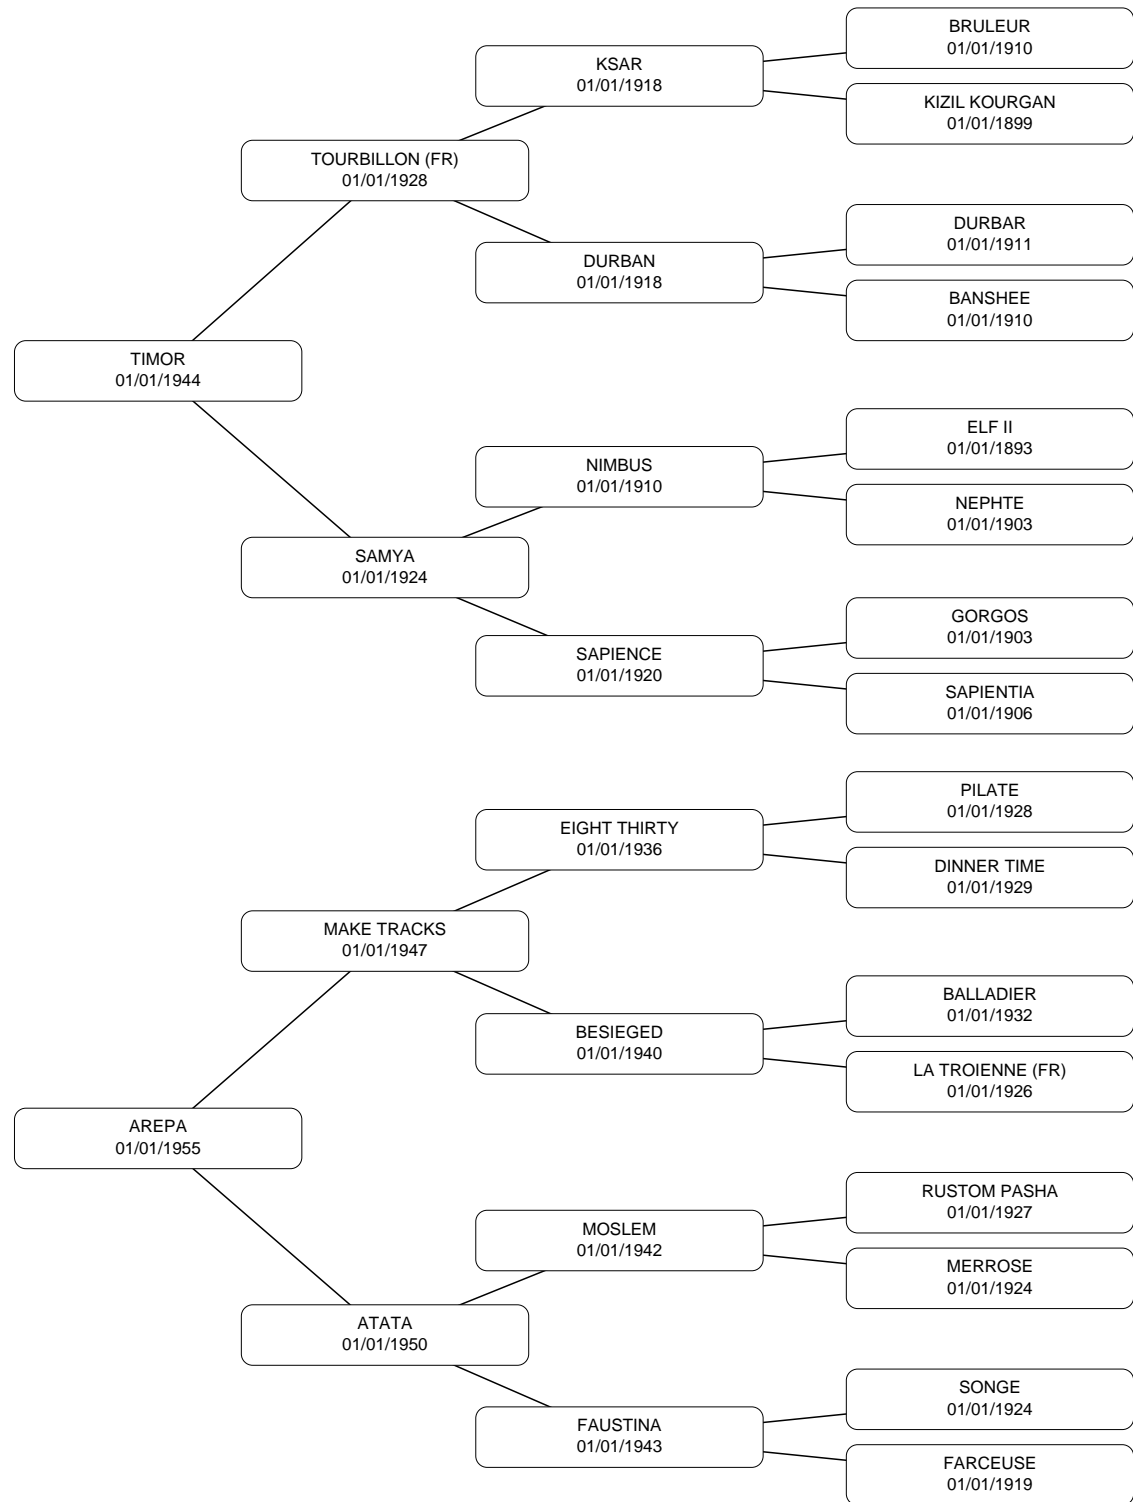 BRULEUR
01/01/1910
KSAR
01/01/1918
KIZIL KOURGAN
01/01/1899
TOURBILLON (FR)
01/01/1928
DURBAR
01/01/1911
DURBAN
01/01/1918
BANSHEE
01/01/1910
TIMOR
01/01/1944
ELF II
01/01/1893
NIMBUS
01/01/1910
NEPHTE
01/01/1903
SAMYA
01/01/1924
GORGOS
01/01/1903
SAPIENCE
01/01/1920
SAPIENTIA
01/01/1906
PILATE
01/01/1928
EIGHT THIRTY
01/01/1936
DINNER TIME
01/01/1929
MAKE TRACKS
01/01/1947
BALLADIER
01/01/1932
BESIEGED
01/01/1940
LA TROIENNE (FR)
01/01/1926
AREPA
01/01/1955
RUSTOM PASHA
01/01/1927
MOSLEM
01/01/1942
MERROSE
01/01/1924
ATATA
01/01/1950
SONGE
01/01/1924
FAUSTINA
01/01/1943
FARCEUSE
01/01/1919